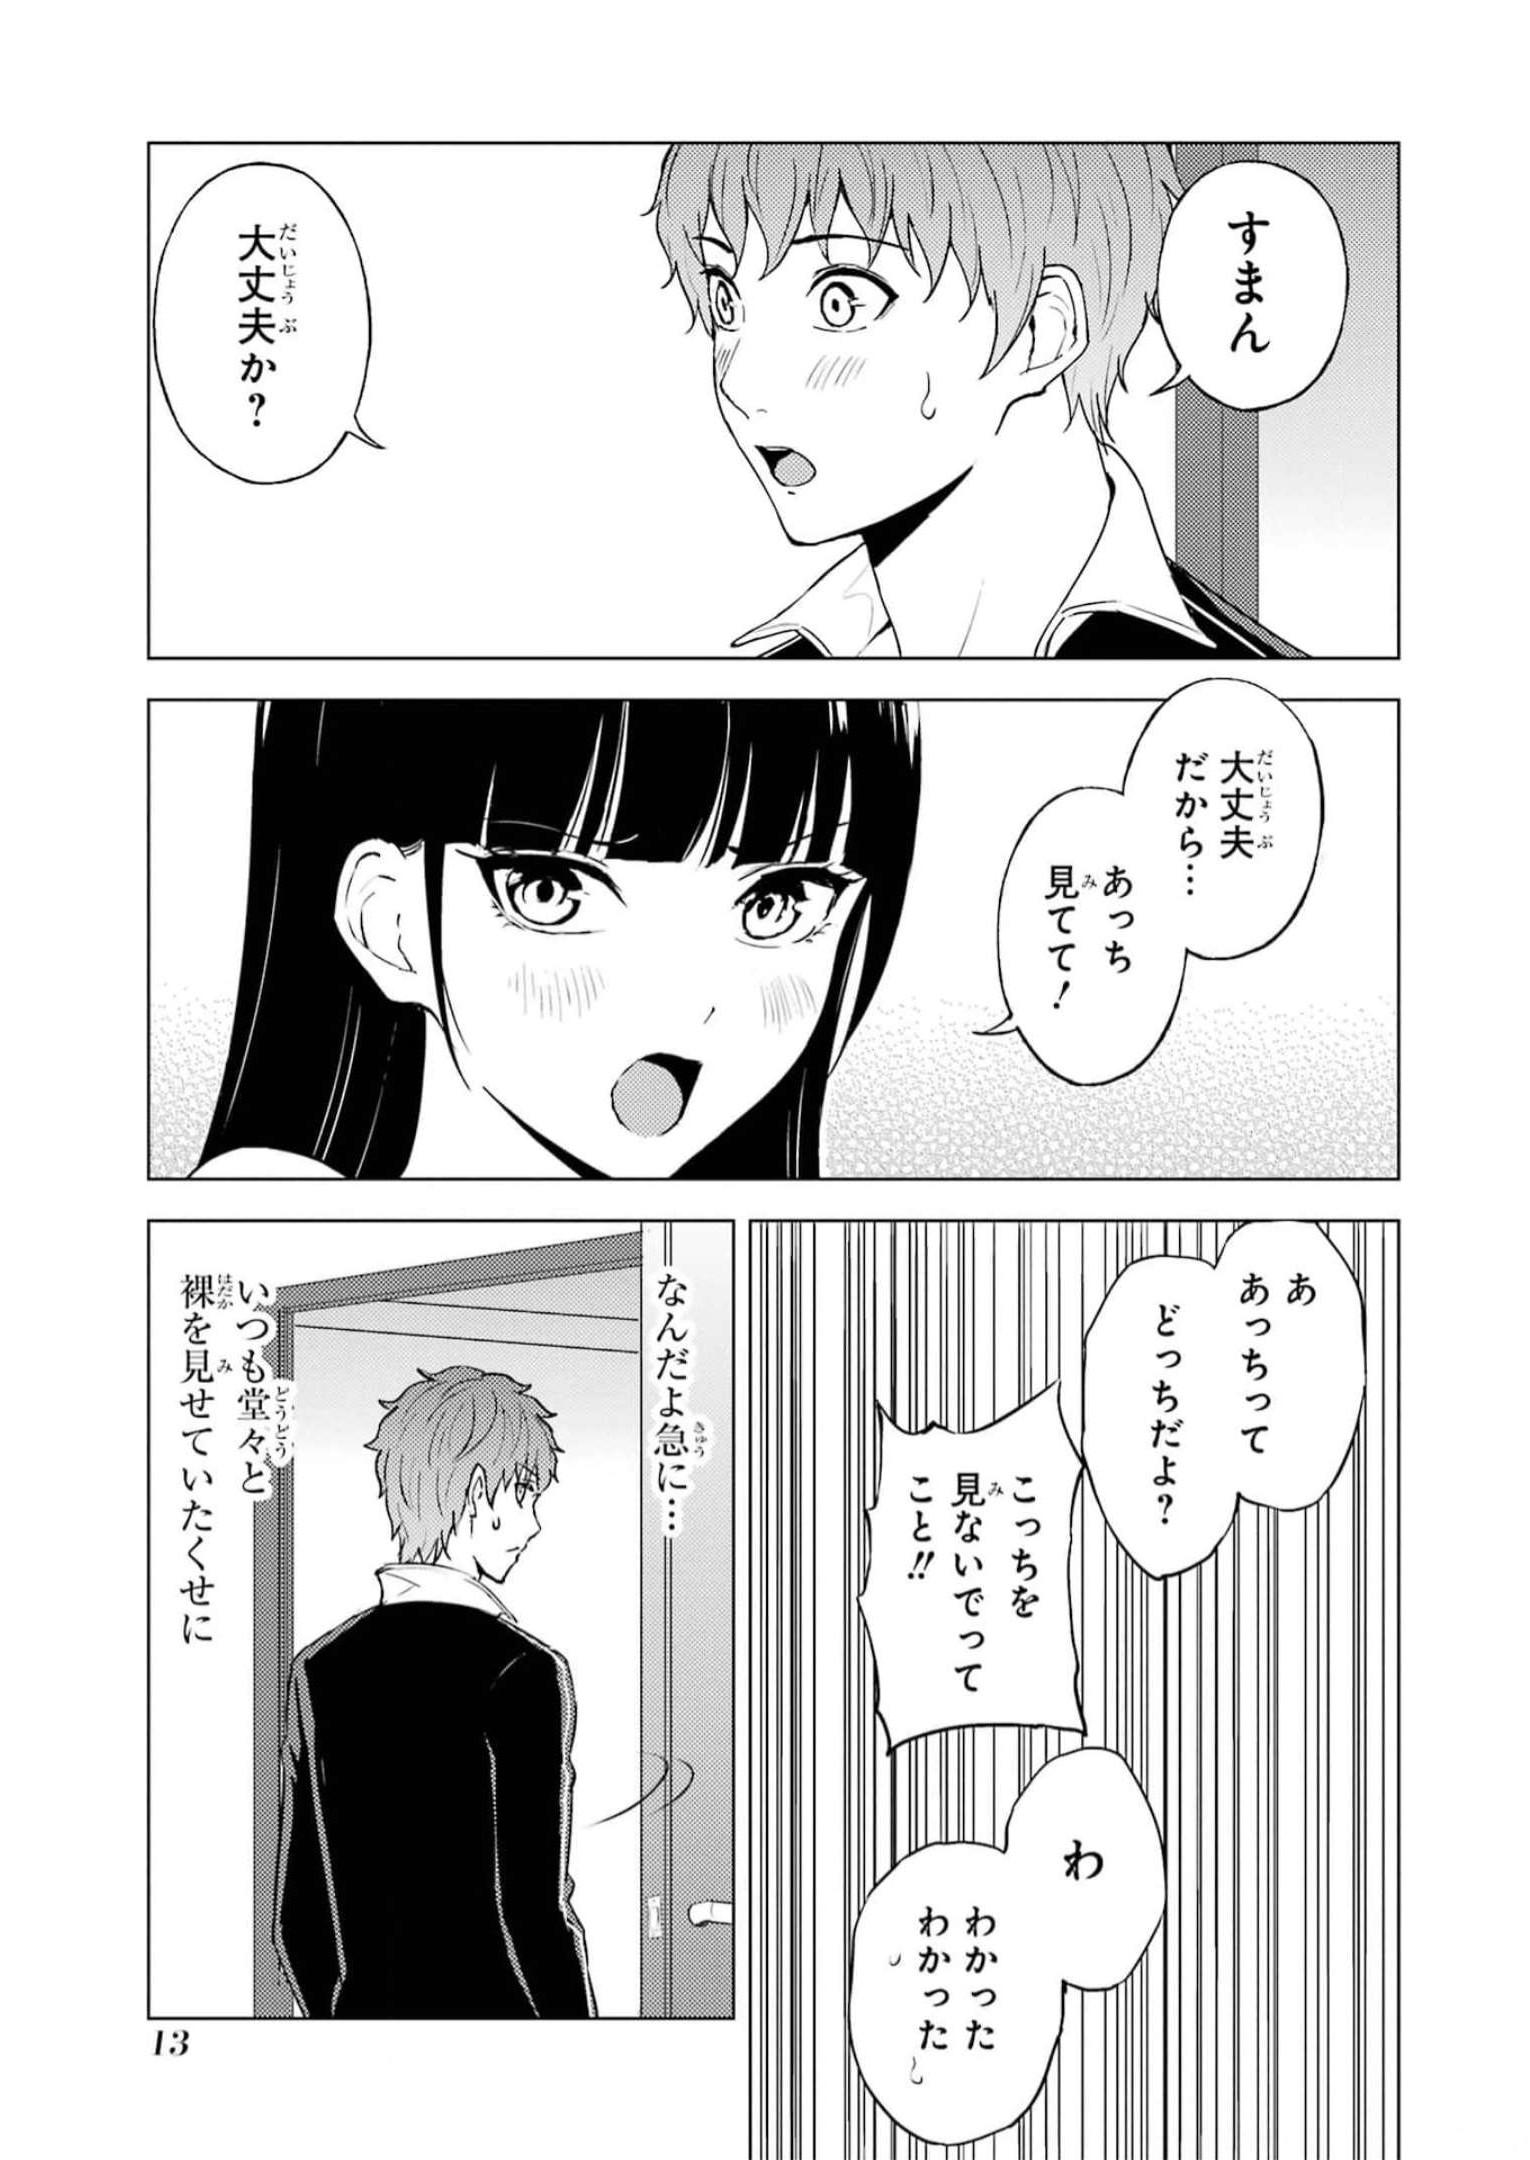 すまん
大丈夫か?
大丈夫
だから…
あっち
見てて!
あ
あっちって
どっちだよ?
こっちを
見ないでって
こと!!
わ
わかった
わかった
なんだよ急に…
いつも堂々と
裸を見せていたくせに
13